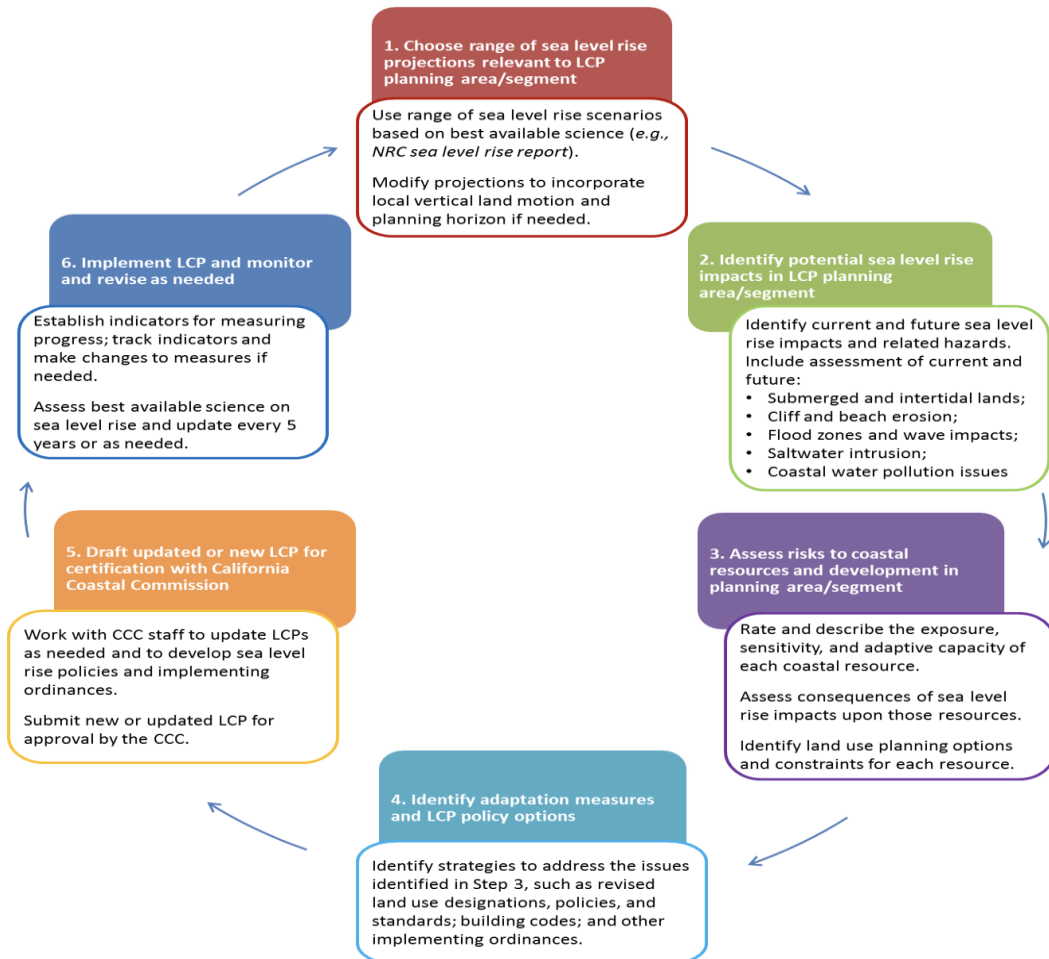 1. Choose range of sea level rise
projections relevant to LCP
planning area/segment
Use range of sea level rise scenarios
based on best available science (e.g.,
NRC sea level rise report).
Modify projections to incorporate
local vertical land motion and
planning horizon if needed.
2. Identify potential sea level rise
impacts in LCP planning
area/segment
Identify current and future sea level
rise impacts and related hazards.
Include assessment of current and
future:
• Submerged and intertidal lands;
• Cliff and beach erosion;
• Flood zones and wave impacts;
• Saltwater intrusion;
• Coastal water pollution issues
3. Assess risks to coastal
resources and development in
planning area/segment
Rate and describe the exposure,
sensitivity, and adaptive capacity of
each coastal resource.
Assess consequences of sea level
rise impacts upon those resources.
Identify land use planning options
and constraints for each resource.
4. Identify adaptation measures
and LCP policy options
Identify strategies to address the issues
identified in Step 3, such as revised
land use designations, policies, and
standards; building codes; and other
implementing ordinances.
5. Draft updated or new LCP for
certification with California
Coastal Commission
Work with CCC staff to update LCPs
as needed and to develop sea level
rise policies and implementing
ordinances.
Submit new or updated LCP for
approval by the CCC.
6. Implement LCP and monitor
and revise as needed
Establish indicators for measuring
progress; track indicators and
make changes to measures if
needed.
Assess best available science on
sea level rise and update every 5
years or as needed.